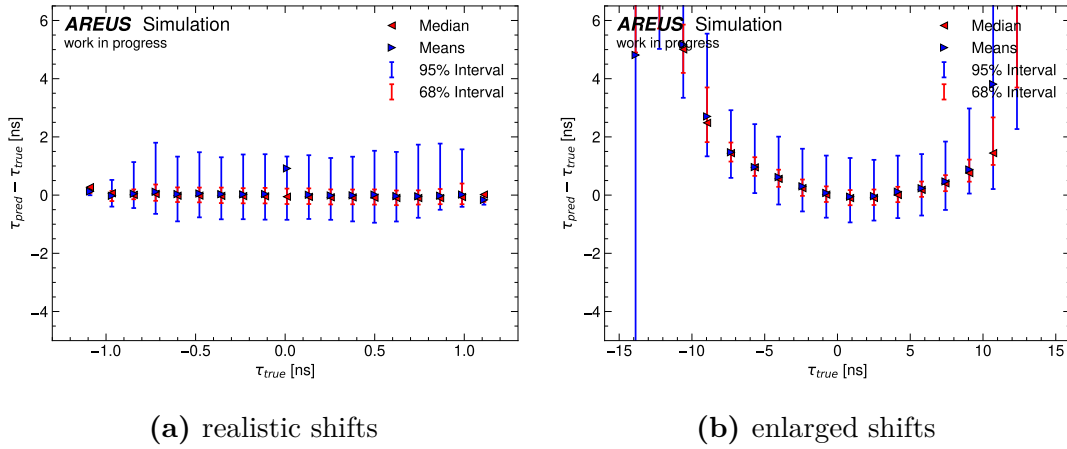 AREUS Simulation
work in progress
Median
Means
95% Interval
68% Interval
6
4
2
0
−2
−4
τpred − τtrue [ns]
−1.0
−0.5
0.0
0.5
1.0
τtrue [ns]
(a) realistic shifts
AREUS Simulation
work in progress
Median
Means
95% Interval
68% Interval
6
4
2
0
−2
−4
τpred − τtrue [ns]
−15
−10
−5
0
5
10
15
τtrue [ns]
(b) enlarged shifts